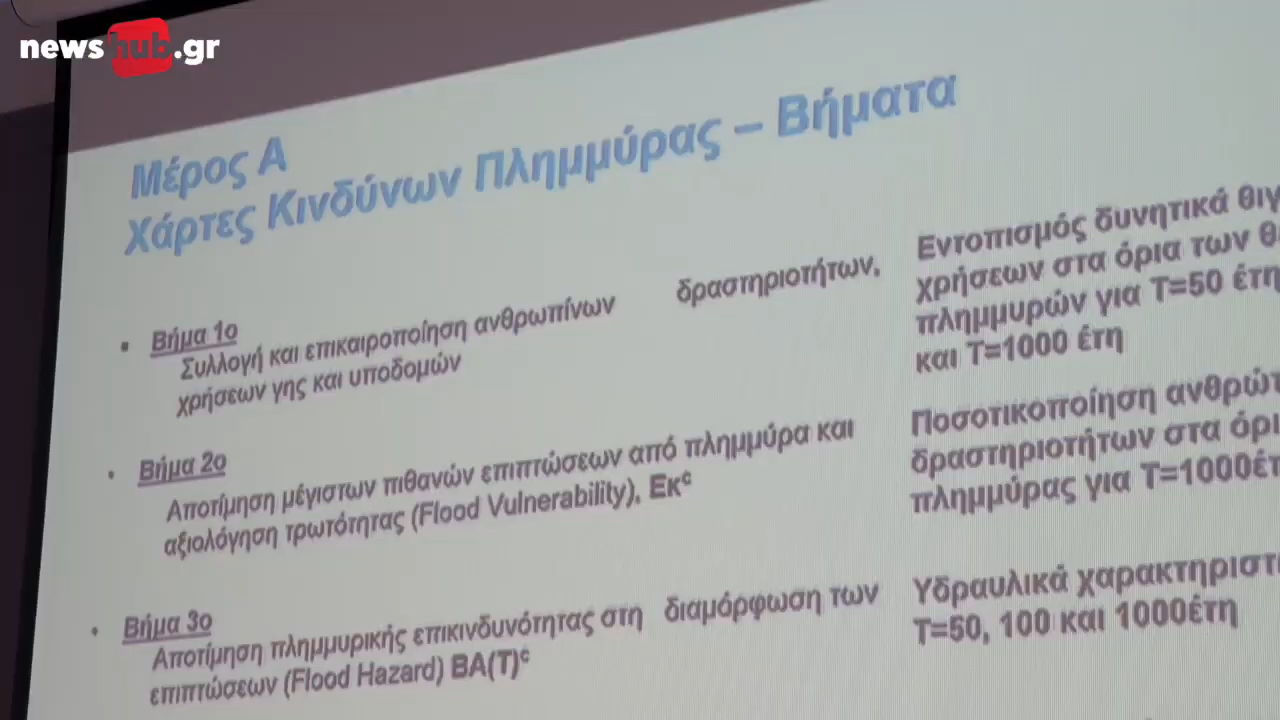 newshub.gr
Μέρος Α
Χάρτες Κινδύνων Πλημμύρας – Βήματα
• Βήμα 1ο
Συλλογή και επικαιροποίηση ανθρωπίνων δραστηριοτήτων,
χρήσεων γης και υποδομών
Εντοπισμός δυνητικά
χρήσεων στα όρια των
πλημμυρών για Τ=50 έτη
και Τ=1000 έτη
• Βήμα 2ο
Αποτίμηση μέγιστων πιθανών επιπτώσεων από πλημμύρα και
αξιολόγηση τρωτότητας (Flood Vulnerability), Εκᶜ
Ποσοτικοποίηση
δραστηριοτήτων στα
πλημμύρας για Τ=1000έτ
• Βήμα 3ο
Αποτίμηση πλημμυρικής επικινδυνότητας στη διαμόρφωση των
επιπτώσεων (Flood Hazard) ΒΑ(Τ)ᶜ
Υδραυλικά
Τ=50, 100 και 1000έτη